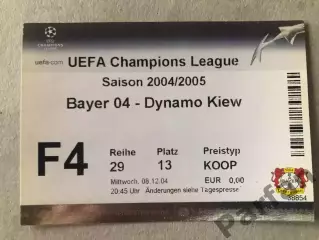 UEFA
CHAMPIONS
LEAGUE
uefa.com UEFA Champions League
Saison 2004/2005
Bayer 04 - Dynamo Kiew
F4
Reihe Platz Preistyp
29 13 KOOP
Mittwoch, 08.12.04 EUR 0,00
20:45 Uhr Änderungen siehe Tagespresse